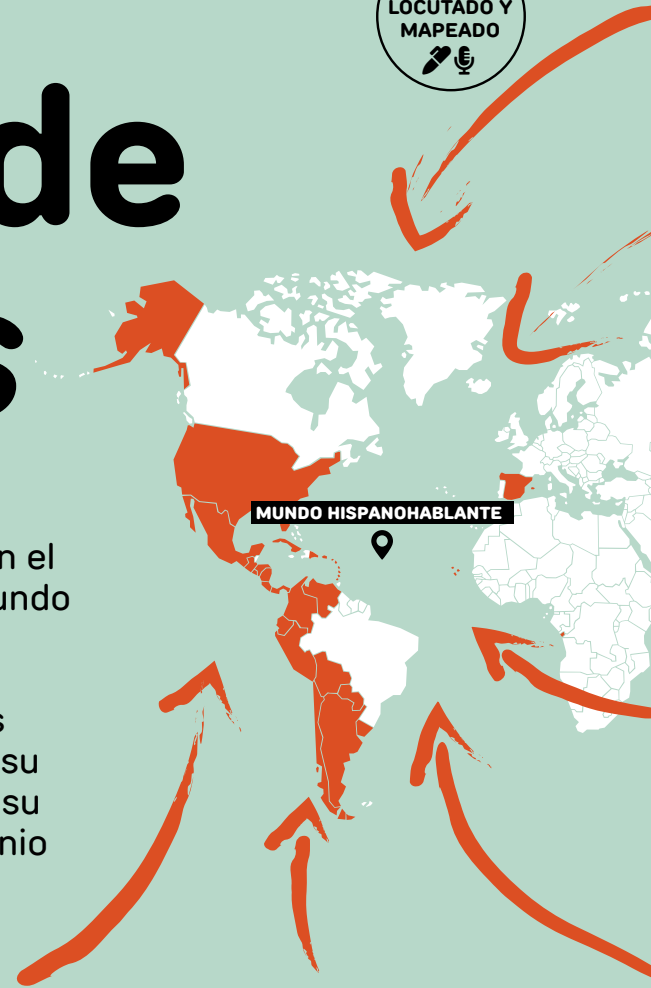 LOCUTADO Y
MAPEADO
de
s
MUNDO HISPANOHABLANTE
n el
undo
s
su
su
nio